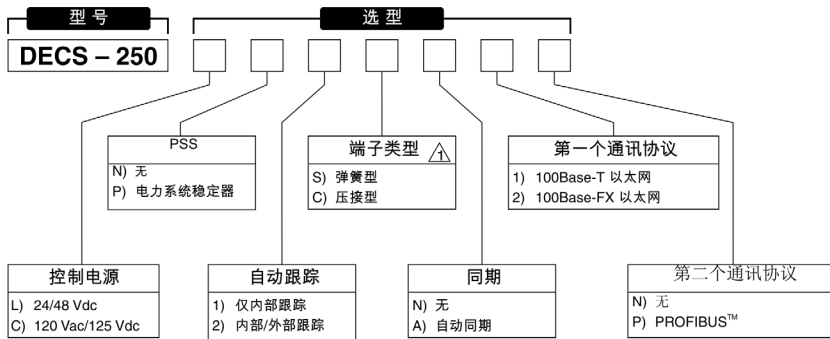 型号
选型
DECS – 250
PSS
N) 无
P) 电力系统稳定器
端子类型 1
S) 弹簧型
C) 压接型
第一个通讯协议
1) 100Base-T 以太网
2) 100Base-FX 以太网
控制电源
L) 24/48 Vdc
C) 120 Vac/125 Vdc
自动跟踪
1) 仅内部跟踪
2) 内部/外部跟踪
同期
N) 无
A) 自动同期
第二个通讯协议
N) 无
P) PROFIBUS™